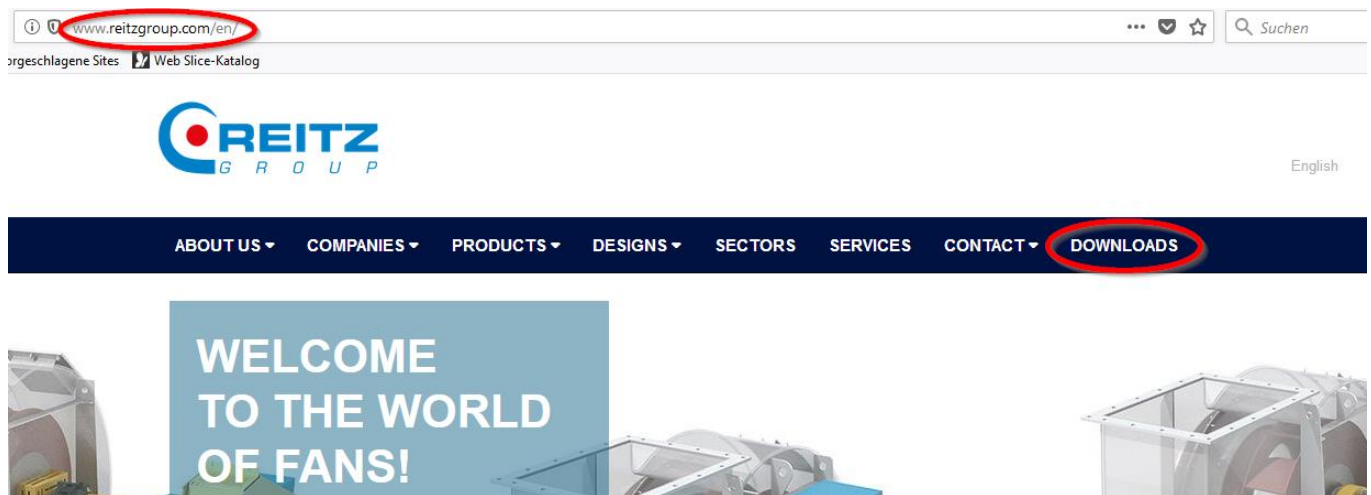 www.reitzgroup.com/en/
Suchen
orgeschlagene Sites Web Slice-Katalog
REITZ
GROUP
English
ABOUT US COMPANIES PRODUCTS DESIGNS SECTORS SERVICES CONTACT DOWNLOADS
WELCOME
TO THE WORLD
OF FANS!